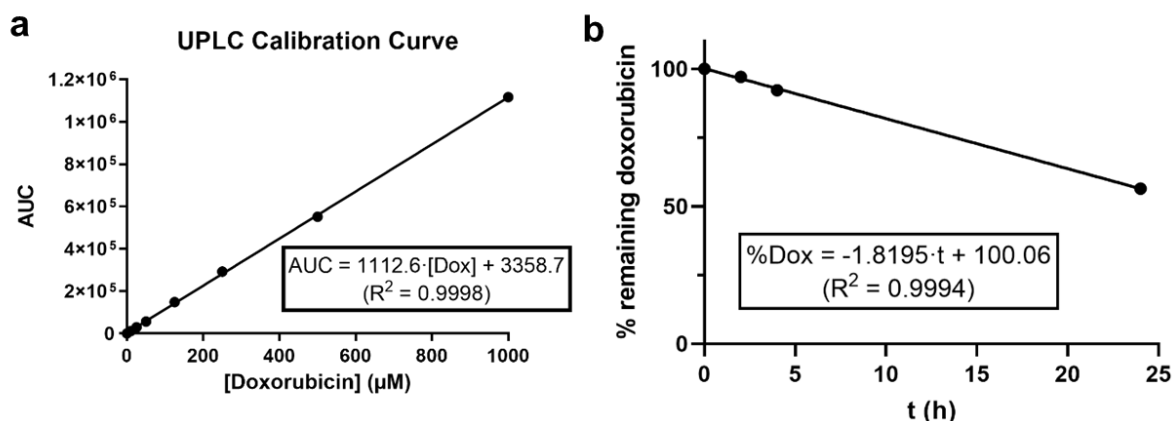 a
UPLC Calibration Curve
AUC
1.2×10⁶
1×10⁶
8×10⁵
6×10⁵
4×10⁵
2×10⁵
0
AUC = 1112.6·[Dox] + 3358.7
(R² = 0.9998)
0 200 400 600 800 1000
[Doxorubicin] (µM)
b
% remaining doxorubicin
100
50
0
%Dox = -1.8195·t + 100.06
(R² = 0.9994)
0 5 10 15 20 25
t (h)